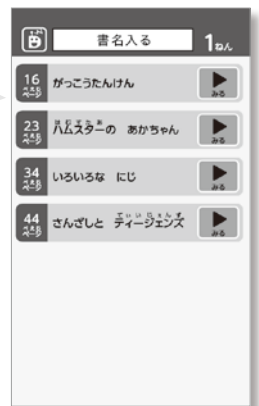 書名入る 1ねん
16 ページ がっこうたんけん みる
23 ページ ハムスターの あかちゃん みる
34 ページ いろいろな にじ みる
44 ページ さんざしと ティージェンズ みる